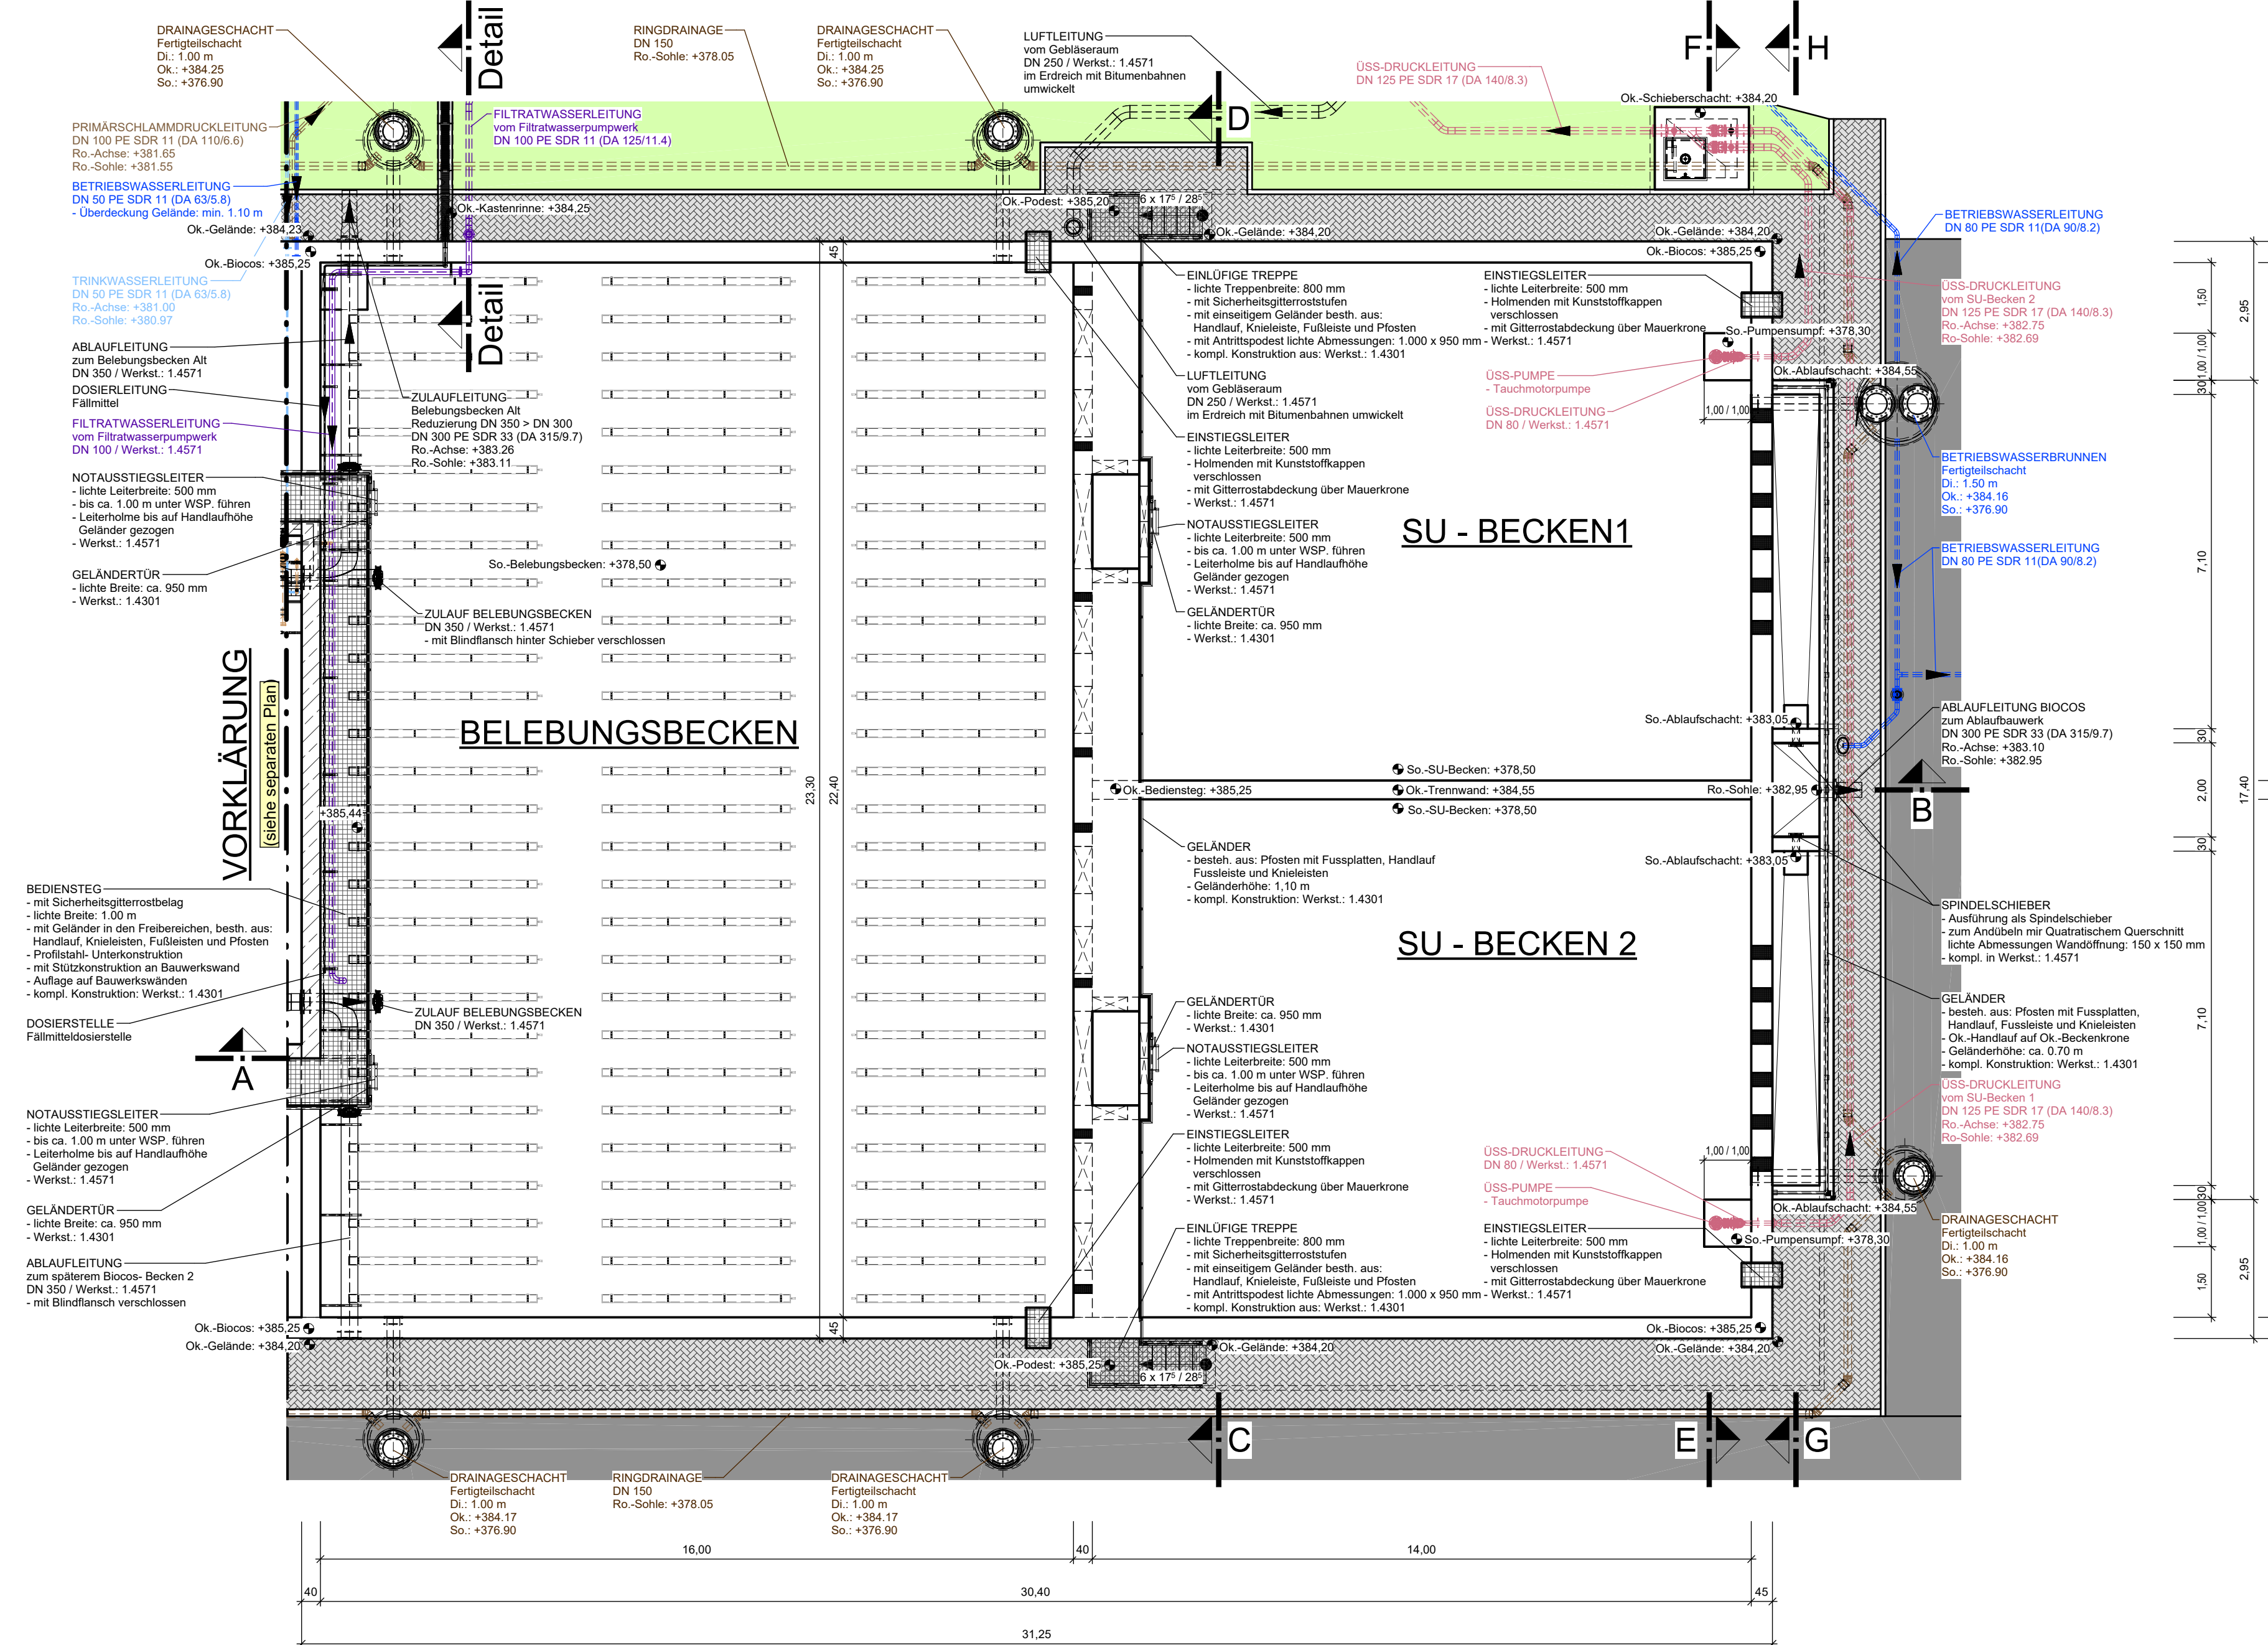 DRAINAGESCHACHT
Fertigteilschacht
Di.: 1.00 m
Ok.: +384.25
So.: +376.90
Detail
RINGDRAINAGE
DN 150
Ro.-Sohle: +378.05
DRAINAGESCHACHT
Fertigteilschacht
Di.: 1.00 m
Ok.: +384.25
So.: +376.90
LUFTLEITUNG
vom Gebläseraum
DN 250 / Werkst.: 1.4571
im Erdreich mit Bitumenbahnen
umwickelt
ÜSS-DRUCKLEITUNG
DN 125 PE SDR 17 (DA 140/8.3)
F
H
Ok.-Schieberschacht: +384,20
D
FILTRATWASSERLEITUNG
vom Filtratwasserpumpwerk
DN 100 PE SDR 11 (DA 125/11.4)
PRIMÄRSCHLAMMDRUCKLEITUNG
DN 100 PE SDR 11 (DA 110/6.6)
Ro.-Achse: +381.65
Ro.-Sohle: +381.55
BETRIEBSWASSERLEITUNG
DN 50 PE SDR 11 (DA 63/5.8)
- Überdeckung Gelände: min. 1.10 m
Ok.-Gelände: +384,23
Ok.-Biocos: +385,25
TRINKWASSERLEITUNG
DN 50 PE SDR 11 (DA 63/5.8)
Ro.-Achse: +381.00
Ro.-Sohle: +380.97
ABLAUFLEITUNG
zum Belebungsbecken Alt
DN 350 / Werkst.: 1.4571
DOSIERLEITUNG
Fällmittel
FILTRATWASSERLEITUNG
vom Filtratwasserpumpwerk
DN 100 / Werkst.: 1.4571
NOTAUSSTIEGSLEITER
- lichte Leiterbreite: 500 mm
- bis ca. 1.00 m unter WSP. führen
- Leiterholme bis auf Handlaufhöhe
Geländer gezogen
- Werkst.: 1.4571
GELÄNDERTÜR
- lichte Breite: ca. 950 mm
- Werkst.: 1.4301
Ok.-Kastenrinne: +384,25
Detail
ZULAUFLEITUNG
Belebungsbecken Alt
Reduzierung DN 350 > DN 300
DN 300 PE SDR 33 (DA 315/9.7)
Ro.-Achse: +383.26
Ro.-Sohle: +383.11
So.-Belebungsbecken: +378,50
ZULAUF BELEBUNGSBECKEN
DN 350 / Werkst.: 1.4571
- mit Blindflansch hinter Schieber verschlossen
VORKLÄRUNG
(siehe separaten Plan)
BELEBUNGSBECKEN
+385,44
45
23,30
22,40
45
BEDIENSTEG
- mit Sicherheitsgitterrostbelag
- lichte Breite: 1.00 m
- mit Geländer in den Freibereichen, besth. aus:
Handlauf, Knieleisten, Fußleisten und Pfosten
- Profilstahl- Unterkonstruktion
- mit Stützkonstruktion an Bauwerkswand
- Auflage auf Bauwerkswänden
- kompl. Konstruktion: Werkst.: 1.4301
DOSIERSTELLE
Fällmitteldosierstelle
A
ZULAUF BELEBUNGSBECKEN
DN 350 / Werkst.: 1.4571
NOTAUSSTIEGSLEITER
- lichte Leiterbreite: 500 mm
- bis ca. 1.00 m unter WSP. führen
- Leiterholme bis auf Handlaufhöhe
Geländer gezogen
- Werkst.: 1.4571
GELÄNDERTÜR
- lichte Breite: ca. 950 mm
- Werkst.: 1.4301
ABLAUFLEITUNG
zum späterem Biocos- Becken 2
DN 350 / Werkst.: 1.4571
- mit Blindflansch verschlossen
Ok.-Biocos: +385,25
Ok.-Gelände: +384,20
Ok.-Podest: +385,20
6 x 17⁵ / 28⁵
Ok.-Gelände: +384,20
EINLÜFIGE TREPPE
- lichte Treppenbreite: 800 mm
- mit Sicherheitsgitterroststufen
- mit einseitigem Geländer besth. aus:
Handlauf, Knieleiste, Fußleiste und Pfosten
- mit Antrittspodest lichte Abmessungen: 1.000 x 950 mm
- kompl. Konstruktion aus: Werkst.: 1.4301
LUFTLEITUNG
vom Gebläseraum
DN 250 / Werkst.: 1.4571
im Erdreich mit Bitumenbahnen umwickelt
EINSTIEGSLEITER
- lichte Leiterbreite: 500 mm
- Holmenden mit Kunststoffkappen
verschlossen
- mit Gitterrostabdeckung über Mauerkrone
- Werkst.: 1.4571
NOTAUSSTIEGSLEITER
- lichte Leiterbreite: 500 mm
- bis ca. 1.00 m unter WSP. führen
- Leiterholme bis auf Handlaufhöhe
Geländer gezogen
- Werkst.: 1.4571
GELÄNDERTÜR
- lichte Breite: ca. 950 mm
- Werkst.: 1.4301
Ok.-Gelände: +384,20
Ok.-Biocos: +385,25
EINSTIEGSLEITER
- lichte Leiterbreite: 500 mm
- Holmenden mit Kunststoffkappen
verschlossen
- mit Gitterrostabdeckung über Mauerkrone
- Werkst.: 1.4571
So.-Pumpensumpf: +378,30
Ok.-Ablaufschacht: +384,55
ÜSS-PUMPE
- Tauchmotorpumpe
ÜSS-DRUCKLEITUNG
DN 80 / Werkst.: 1.4571
1,00 / 1,00
SU - BECKEN1
So.-Ablaufschacht: +383,05
So.-SU-Becken: +378,50
Ok.-Bediensteg: +385,25
Ok.-Trennwand: +384,55
Ro.-Sohle: +382,95
So.-SU-Becken: +378,50
B
GELÄNDER
- besteh. aus: Pfosten mit Fussplatten, Handlauf
Fussleiste und Knieleisten
- Geländerhöhe: 1,10 m
- kompl. Konstruktion: Werkst.: 1.4301
So.-Ablaufschacht: +383,05
SU - BECKEN 2
GELÄNDERTÜR
- lichte Breite: ca. 950 mm
- Werkst.: 1.4301
NOTAUSSTIEGSLEITER
- lichte Leiterbreite: 500 mm
- bis ca. 1.00 m unter WSP. führen
- Leiterholme bis auf Handlaufhöhe
Geländer gezogen
- Werkst.: 1.4571
EINSTIEGSLEITER
- lichte Leiterbreite: 500 mm
- Holmenden mit Kunststoffkappen
verschlossen
- mit Gitterrostabdeckung über Mauerkrone
- Werkst.: 1.4571
EINLÜFIGE TREPPE
- lichte Treppenbreite: 800 mm
- mit Sicherheitsgitterroststufen
- mit einseitigem Geländer besth. aus:
Handlauf, Knieleiste, Fußleiste und Pfosten
- mit Antrittspodest lichte Abmessungen: 1.000 x 950 mm
- kompl. Konstruktion aus: Werkst.: 1.4301
1,00 / 1,00
ÜSS-DRUCKLEITUNG
DN 80 / Werkst.: 1.4571
ÜSS-PUMPE
- Tauchmotorpumpe
Ok.-Ablaufschacht: +384,55
So.-Pumpensumpf: +378,30
EINSTIEGSLEITER
- lichte Leiterbreite: 500 mm
- Holmenden mit Kunststoffkappen
verschlossen
- mit Gitterrostabdeckung über Mauerkrone
- Werkst.: 1.4571
Ok.-Biocos: +385,25
Ok.-Gelände: +384,20
Ok.-Gelände: +384,20
Ok.-Podest: +385,25
6 x 17⁵ / 28⁵
C
E
G
BETRIEBSWASSERLEITUNG
DN 80 PE SDR 11(DA 90/8.2)
ÜSS-DRUCKLEITUNG
vom SU-Becken 2
DN 125 PE SDR 17 (DA 140/8.3)
Ro.-Achse: +382.75
Ro-Sohle: +382.69
BETRIEBSWASSERBRUNNEN
Fertigteilschacht
Di.: 1.50 m
Ok.: +384.16
So.: +376.90
BETRIEBSWASSERLEITUNG
DN 80 PE SDR 11(DA 90/8.2)
ABLAUFLEITUNG BIOCOS
zum Ablaufbauwerk
DN 300 PE SDR 33 (DA 315/9.7)
Ro.-Achse: +383.10
Ro.-Sohle: +382.95
SPINDELSCHIEBER
- Ausführung als Spindelschieber
- zum Andübeln mir Quatratischem Querschnitt
lichte Abmessungen Wandöffnung: 150 x 150 mm
- kompl. in Werkst.: 1.4571
GELÄNDER
- besteh. aus: Pfosten mit Fussplatten,
Handlauf, Fussleiste und Knieleisten
- Ok.-Handlauf auf Ok.-Beckenkrone
- Geländerhöhe: ca. 0.70 m
- kompl. Konstruktion: Werkst.: 1.4301
ÜSS-DRUCKLEITUNG
vom SU-Becken 1
DN 125 PE SDR 17 (DA 140/8.3)
Ro.-Achse: +382.75
Ro-Sohle: +382.69
DRAINAGESCHACHT
Fertigteilschacht
Di.: 1.00 m
Ok.: +384.16
So.: +376.90
1,50
1,00 / 1,00
30
7,10
30
2,00
30
7,10
30
1,00 / 1,00
1,50
2,95
17,40
2,95
DRAINAGESCHACHT
Fertigteilschacht
Di.: 1.00 m
Ok.: +384.17
So.: +376.90
RINGDRAINAGE
DN 150
Ro.-Sohle: +378.05
DRAINAGESCHACHT
Fertigteilschacht
Di.: 1.00 m
Ok.: +384.17
So.: +376.90
16,00
40
14,00
40
30,40
45
31,25